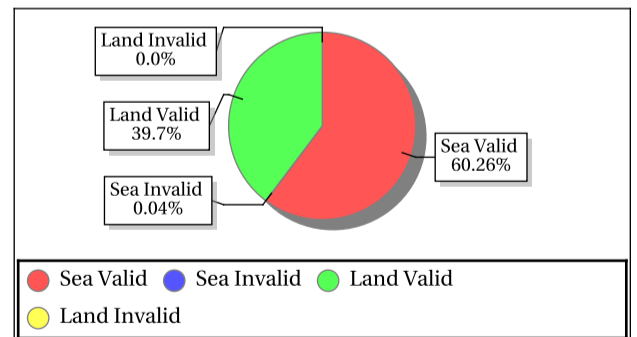 Land Invalid
0.0%
Land Valid
39.7%
Sea Valid
60.26%
Sea Invalid
0.04%
Sea Valid Sea Invalid Land Valid
Land Invalid